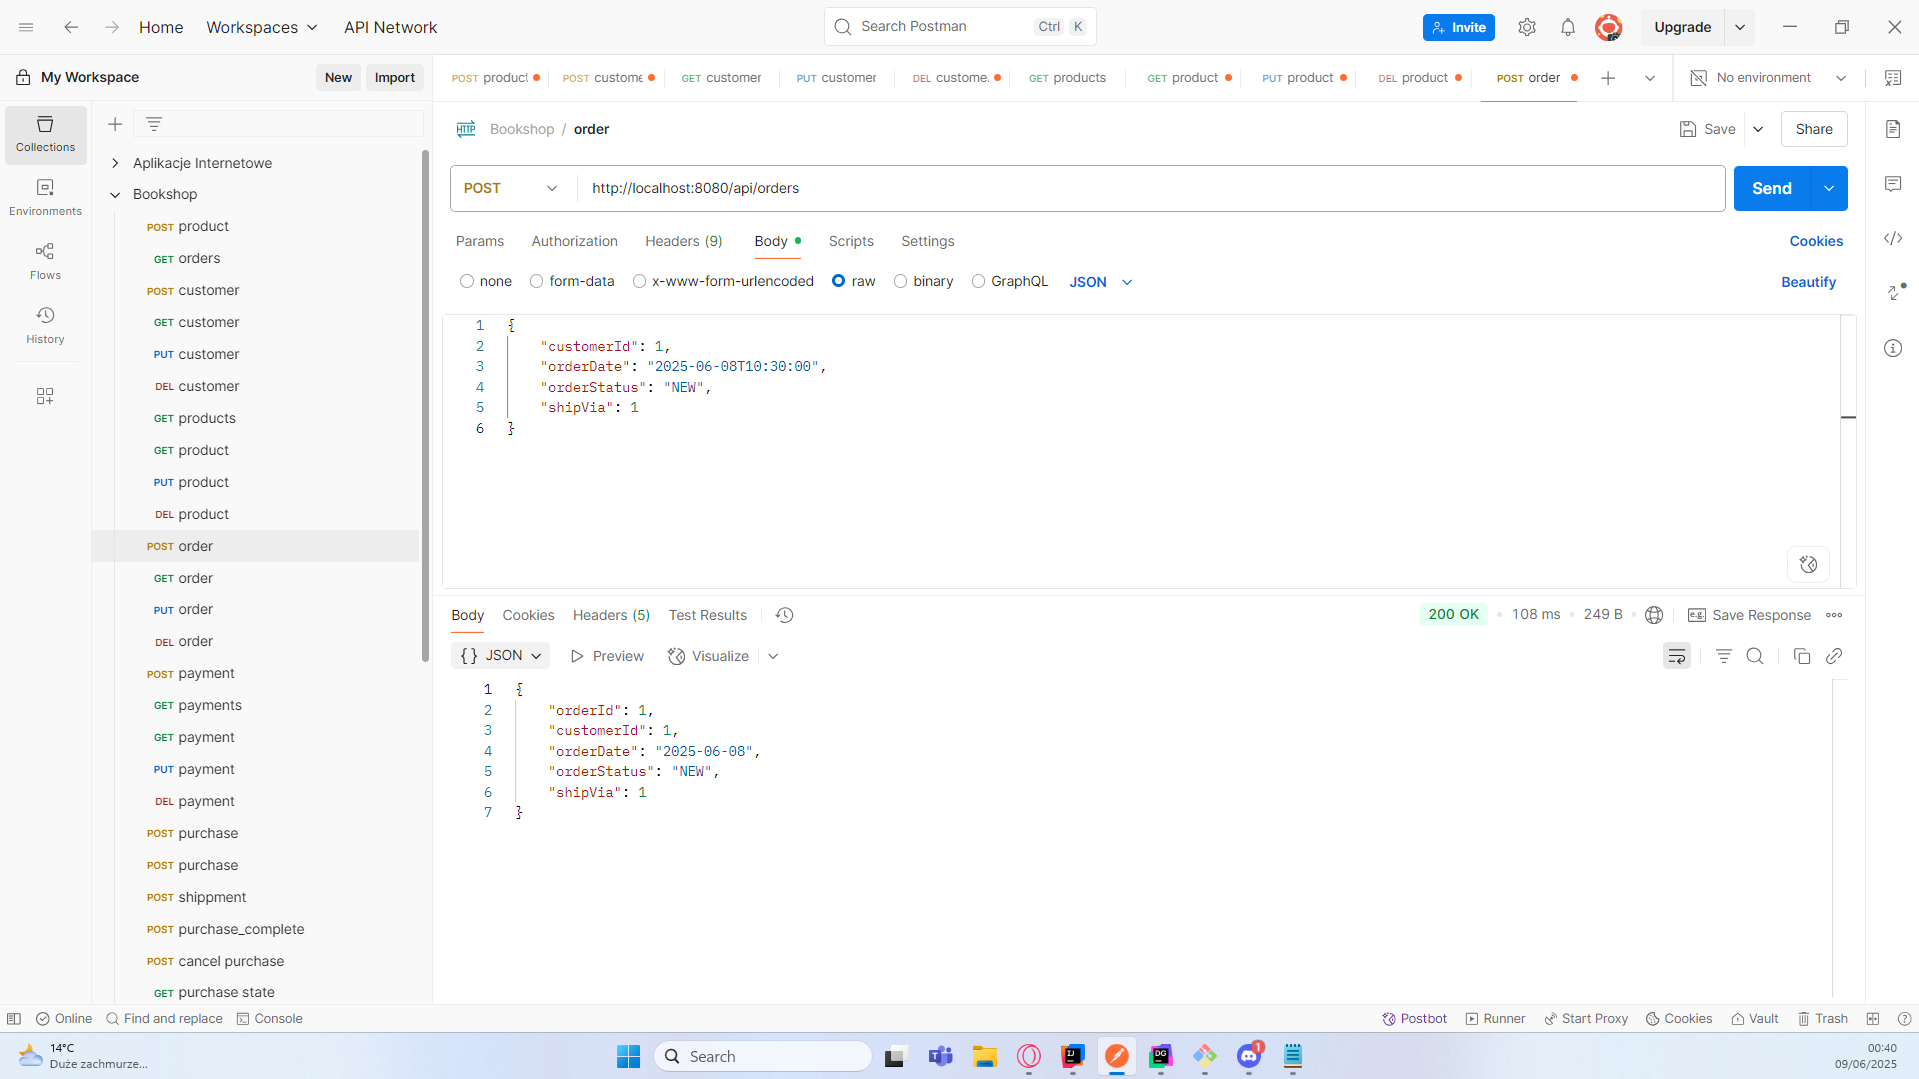 Home Workspaces API Network Search Postman Ctrl K Invite Upgrade
My Workspace New Import
POST product POST custome GET customer PUT customer DEL custome. GET products GET product PUT product DEL product POST order No environment
Collections
Environments
Flows
History
Aplikacje Internetowe
Bookshop
POST product
GET orders
POST customer
GET customer
PUT customer
DEL customer
GET products
GET product
PUT product
DEL product
POST order
GET order
PUT order
DEL order
POST payment
GET payments
GET payment
PUT payment
DEL payment
POST purchase
POST purchase
POST shippment
POST purchase_complete
POST cancel purchase
GET purchase state
HTTP Bookshop / order Save Share
POST http://localhost:8080/api/orders Send
Params Authorization Headers (9) Body Scripts Settings Cookies
none form-data x-www-form-urlencoded raw binary GraphQL JSON Beautify
1 {
2 "customerId": 1,
3 "orderDate": "2025-06-08T10:30:00",
4 "orderStatus": "NEW",
5 "shipVia": 1
6 }
Body Cookies Headers (5) Test Results 200 OK 108 ms 249 B e.g. Save Response
{} JSON Preview Visualize
1 {
2 "orderId": 1,
3 "customerId": 1,
4 "orderDate": "2025-06-08",
5 "orderStatus": "NEW",
6 "shipVia": 1
7 }
Online Find and replace Console Postbot Runner Start Proxy Cookies Vault Trash
14°C
Duże zachmurze...
Search
IJ
DG
1
00:40
09/06/2025